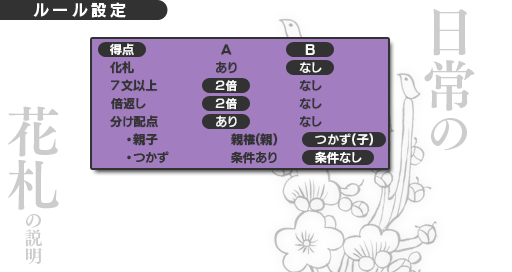 ルール設定
得点 A B
化札 あり なし
7文以上 2倍 なし
倍返し 2倍 なし
分け配点 あり なし
・親子 親権(親) つかず(子)
・つかず 条件あり 条件なし
日常の
花札の説明